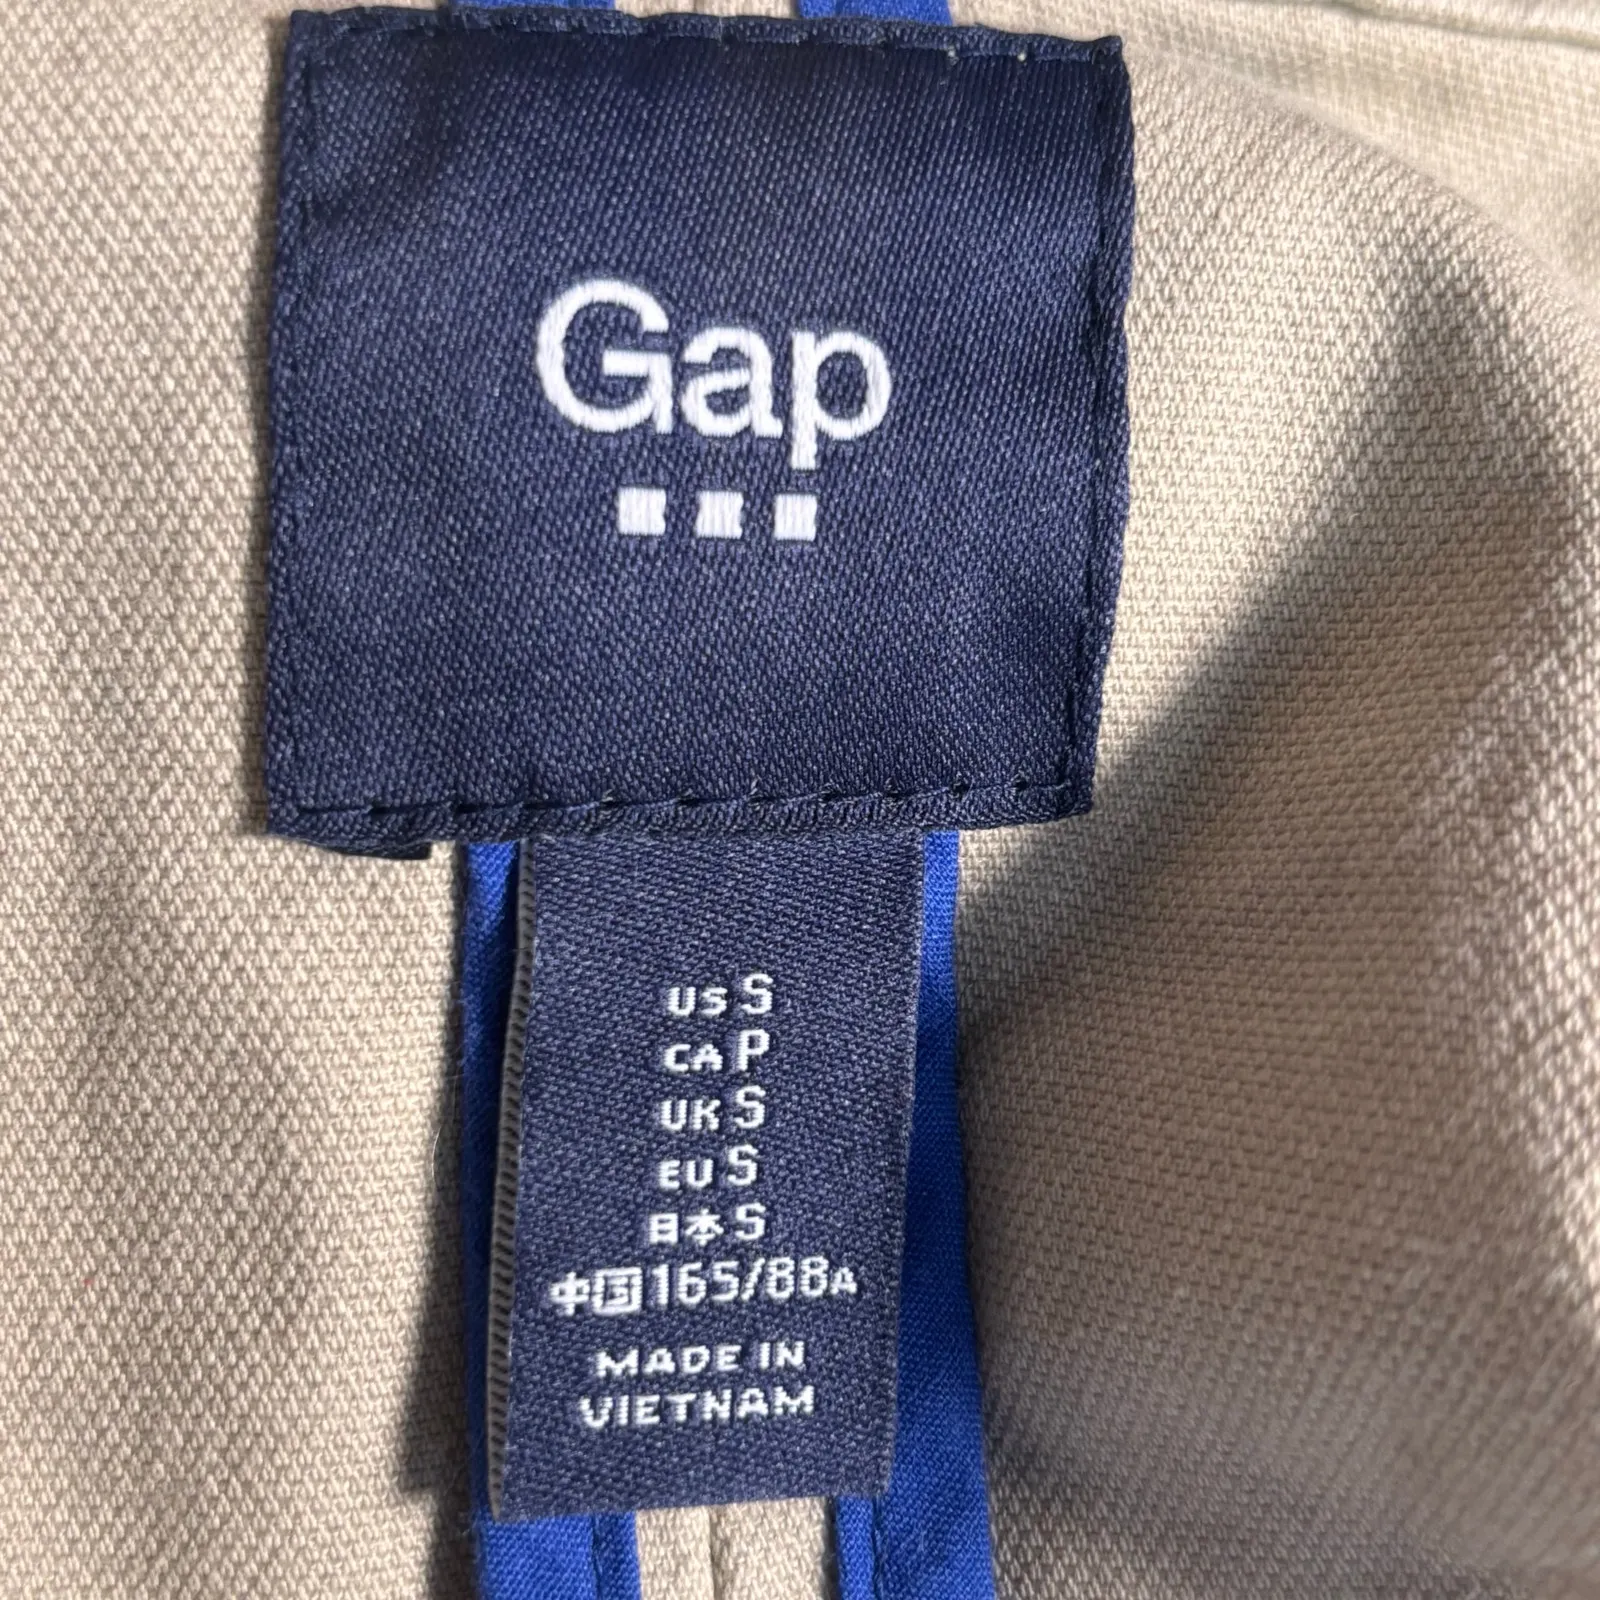 Gap
US S
CA P
UK S
EU S
日本 S
中国 165/88A
MADE IN
VIETNAM